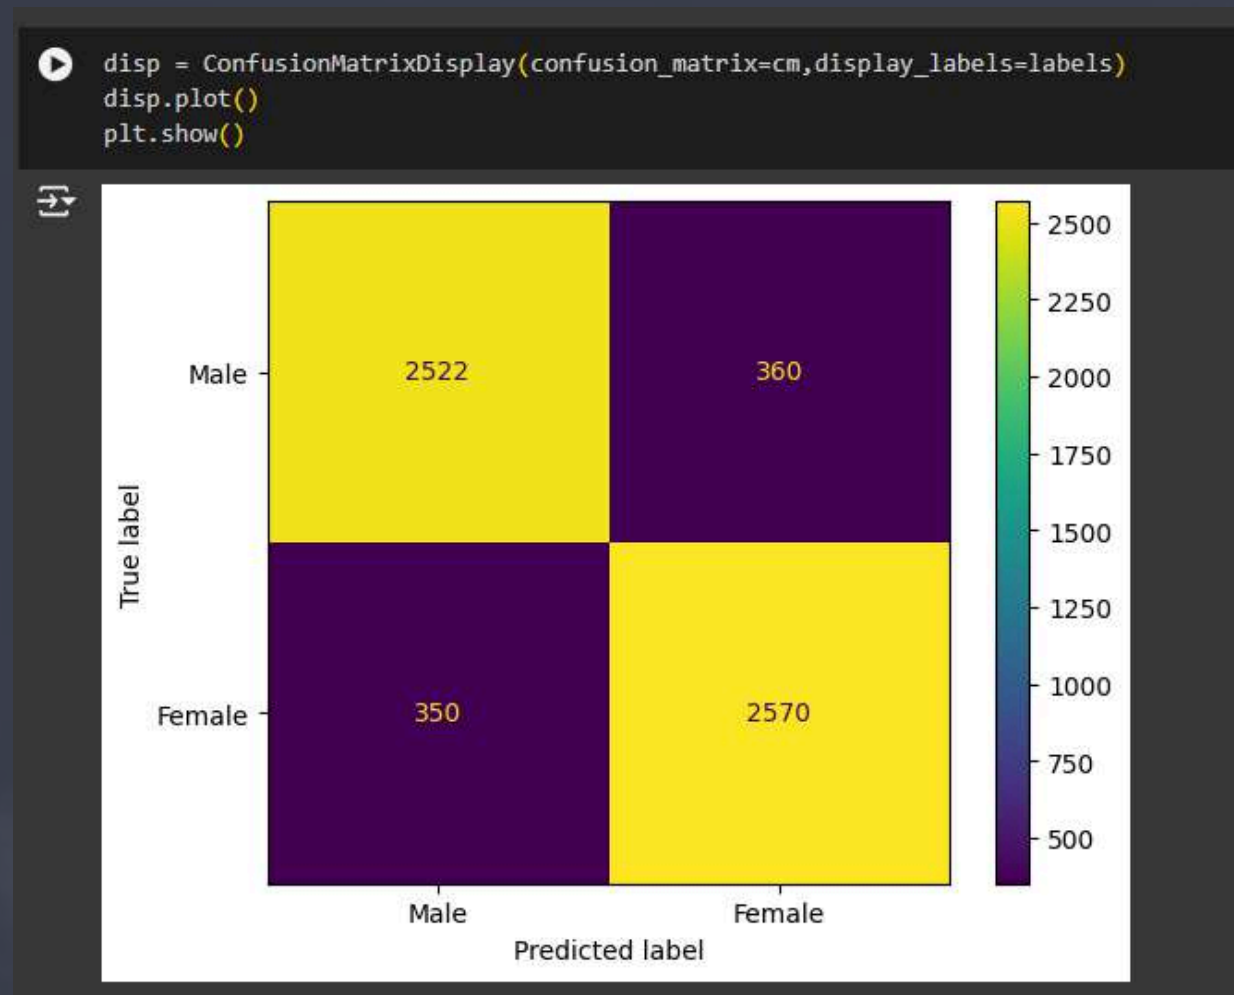 disp = ConfusionMatrixDisplay(confusion_matrix=cm,display_labels=labels)
disp.plot()
plt.show()
2500
2250
2522
360
Male
2000
1750
True label
1500
1250
Female
350
2570
1000
750
500
Male
Female
Predicted label